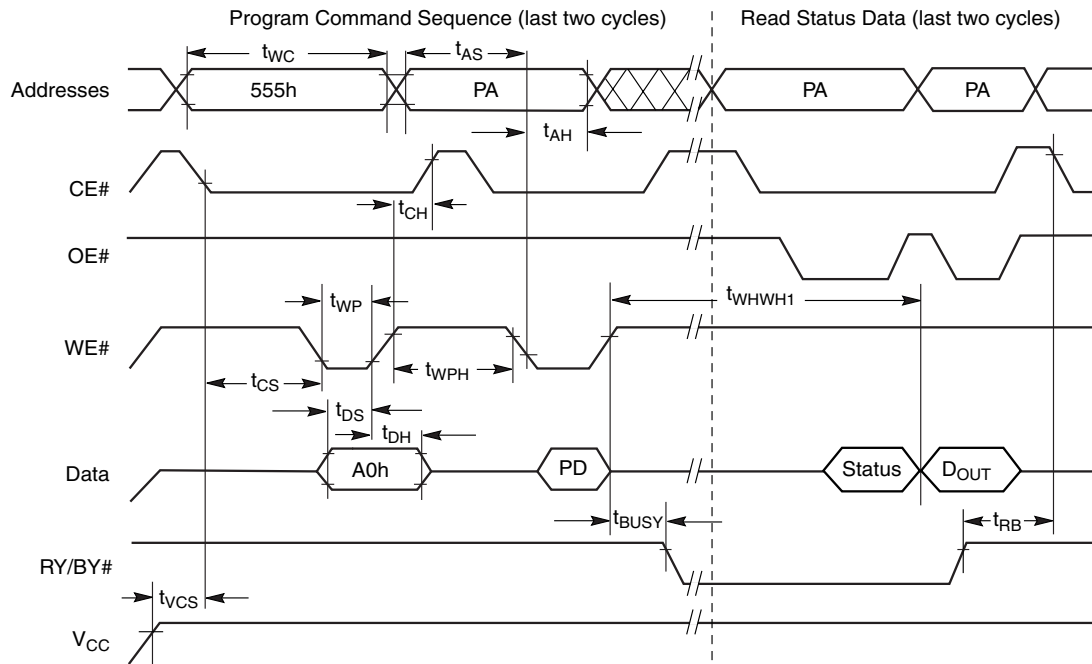 Program Command Sequence (last two cycles) Read Status Data (last two cycles)
tWC tAS
Addresses 555h PA PA PA
tAH
CE#
tCH
OE#
tWP tWHWH1
WE#
tCS tWPH
tDS
tDH
Data A0h PD Status DOUT
tBUSY tRB
RY/BY#
tVCS
VCC